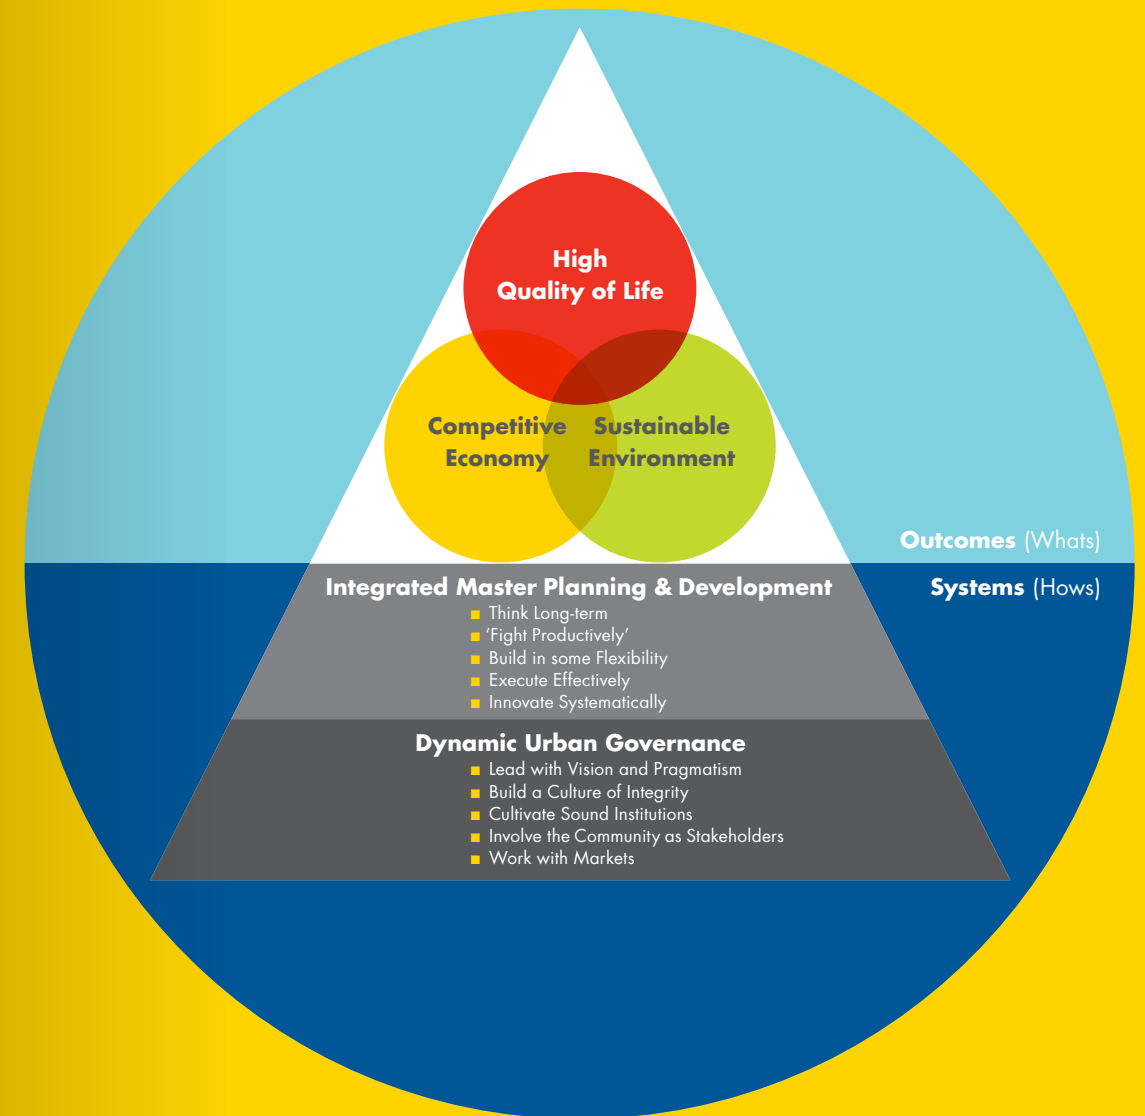 High
Quality of Life
Competitive
Economy
Sustainable
Environment
Outcomes (Whats)
Systems (Hows)
Integrated Master Planning & Development
■ Think Long-term
■ ‘Fight Productively’
■ Build in some Flexibility
■ Execute Effectively
■ Innovate Systematically
Dynamic Urban Governance
■ Lead with Vision and Pragmatism
■ Build a Culture of Integrity
■ Cultivate Sound Institutions
■ Involve the Community as Stakeholders
■ Work with Markets